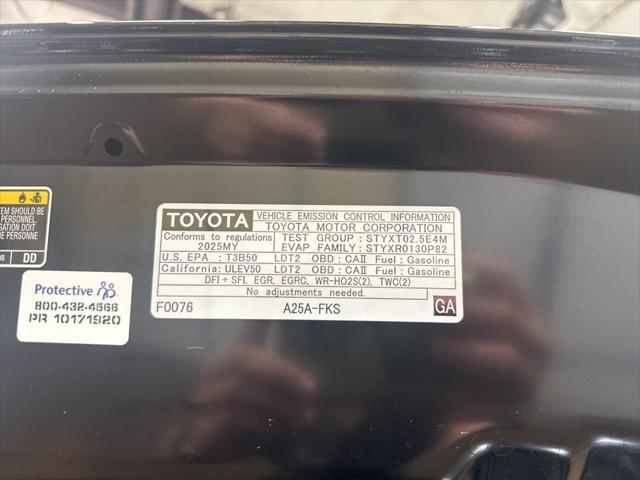 TEM SHOULD BE
PERSONNEL.
SATION DOIT
E PERSONNE
DD
TOYOTA
VEHICLE EMISSION CONTROL INFORMATION
TOYOTA MOTOR CORPORATION
Conforms to regulations
2025MY
TEST GROUP : STYXT02.5E4M
EVAP FAMILY : STYXR0130P82
U.S. EPA : T3B50 LDT2 OBD : CAII Fuel : Gasoline
California: ULEV50 LDT2 OBD : CAII Fuel : Gasoline
DFI + SFI, EGR, EGRC, WR-HO2S(2), TWC(2)
No adjustments needed.
F0076 A25A-FKS GA
Protective
800-432-4566
PR 10171920